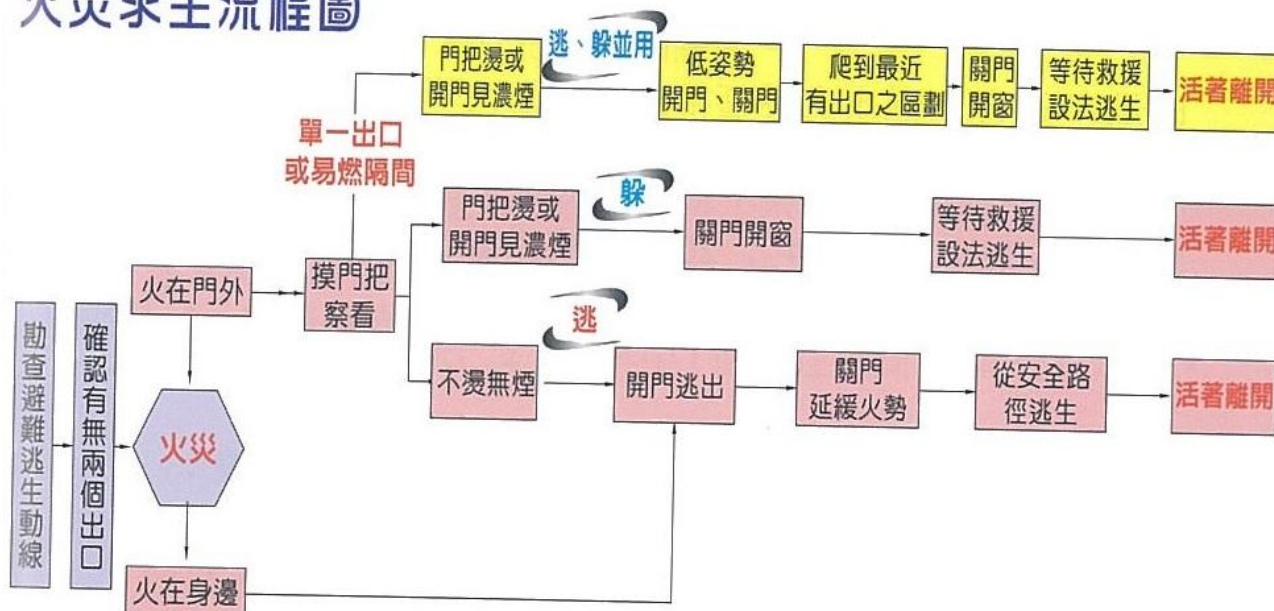 火災求生流程圖
門把燙或
開門見濃煙
逃、躲並用
低姿勢
開門、關門
爬到最近
有出口之區劃
關門
開窗
等待救援
設法逃生
活著離開
單一出口
或易燃隔間
門把燙或
開門見濃煙
躲
關門開窗
等待救援
設法逃生
活著離開
火在門外
摸門把
察看
勘查避難逃生動線
確認有無兩個出口
火災
不燙無煙
逃
開門逃出
關門
延緩火勢
從安全路
徑逃生
活著離開
火在身邊